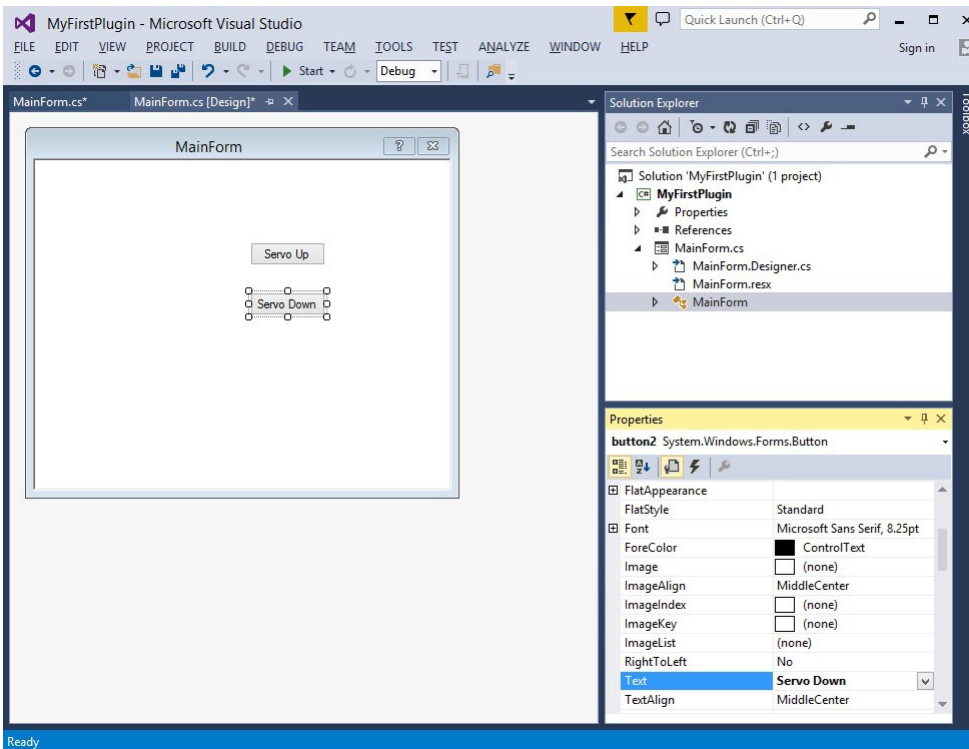 MyFirstPlugin - Microsoft Visual Studio
Quick Launch (Ctrl+Q)
FILE EDIT VIEW PROJECT BUILD DEBUG TEAM TOOLS TEST ANALYZE WINDOW HELP
Sign in
Start
Debug
MainForm.cs*
MainForm.cs [Design]*
MainForm
Servo Up
Servo Down
Solution Explorer
Search Solution Explorer (Ctrl+;)
Solution 'MyFirstPlugin' (1 project)
C# MyFirstPlugin
Properties
References
MainForm.cs
MainForm.Designer.cs
MainForm.resx
MainForm
Toolbox
Properties
button2 System.Windows.Forms.Button
FlatAppearance
FlatStyle Standard
Font Microsoft Sans Serif, 8.25pt
ForeColor ControlText
Image (none)
ImageAlign MiddleCenter
ImageIndex (none)
ImageKey (none)
ImageList (none)
RightToLeft No
Text Servo Down
TextAlign MiddleCenter
Ready